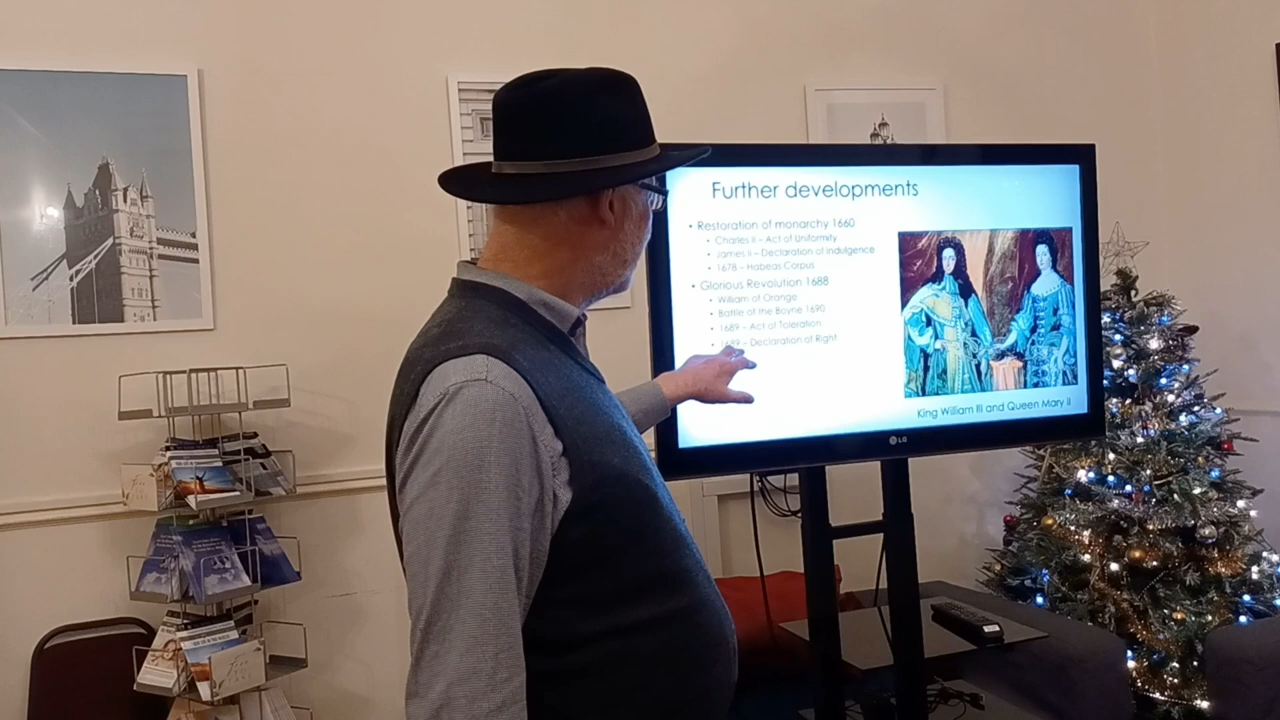 Further developments
• Restoration of monarchy 1660
• Charles II – Act of Uniformity
• James II – Declaration of Indulgence
• 1678 – Habeas Corpus
• Glorious Revolution 1688
• William of Orange
• Battle of the Boyne 1690
• 1689 – Act of Toleration
• 1689 – Declaration of Right
King William III and Queen Mary II
LG